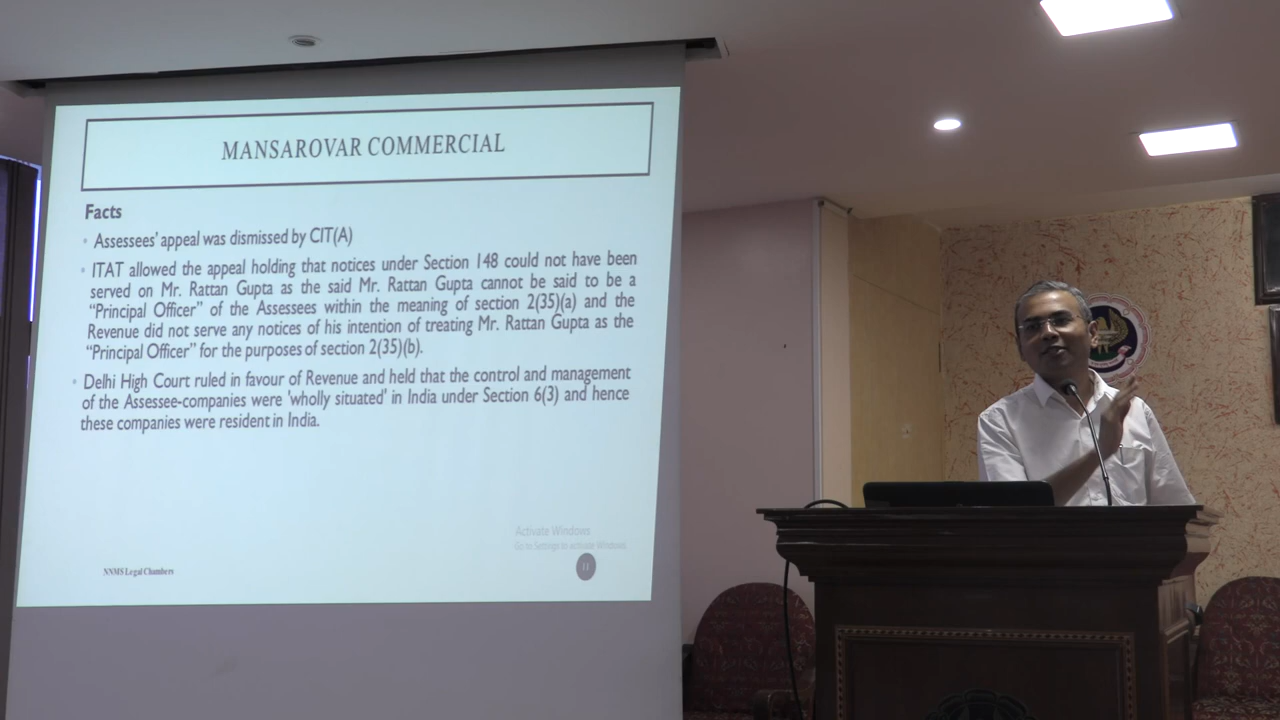 MANSAROVAR COMMERCIAL
Facts
• Assessees' appeal was dismissed by CIT(A)
• ITAT allowed the appeal holding that notices under Section 148 could not have been
served on Mr. Rattan Gupta as the said Mr. Rattan Gupta cannot be said to be a
“Principal Officer” of the Assessees within the meaning of section 2(35)(a) and the
Revenue did not serve any notices of his intention of treating Mr. Rattan Gupta as the
“Principal Officer” for the purposes of section 2(35)(b).
• Delhi High Court ruled in favour of Revenue and held that the control and management
of the Assessee-companies were 'wholly situated' in India under Section 6(3) and hence
these companies were resident in India.
Activate Windows
Go to Settings to activate Windows.
NNMS Legal Chambers
11